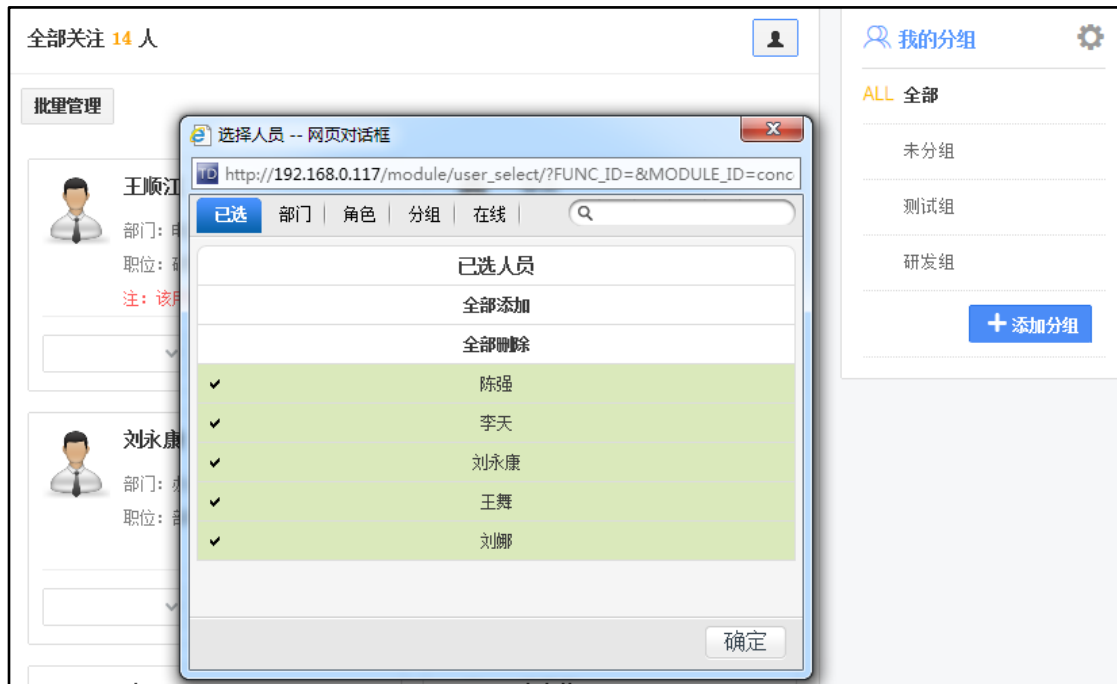 全部关注 14 人
批量管理
王顺江
部门：
职位：
注：该用
刘永康
部门：
职位：
选择人员 -- 网页对话框
http://192.168.0.117/module/user_select/?FUNC_ID=&MODULE_ID=conc
已选 部门 角色 分组 在线
已选人员
全部添加
全部删除
陈强
李天
刘永康
王舞
刘娜
确定
我的分组
ALL 全部
未分组
测试组
研发组
添加分组